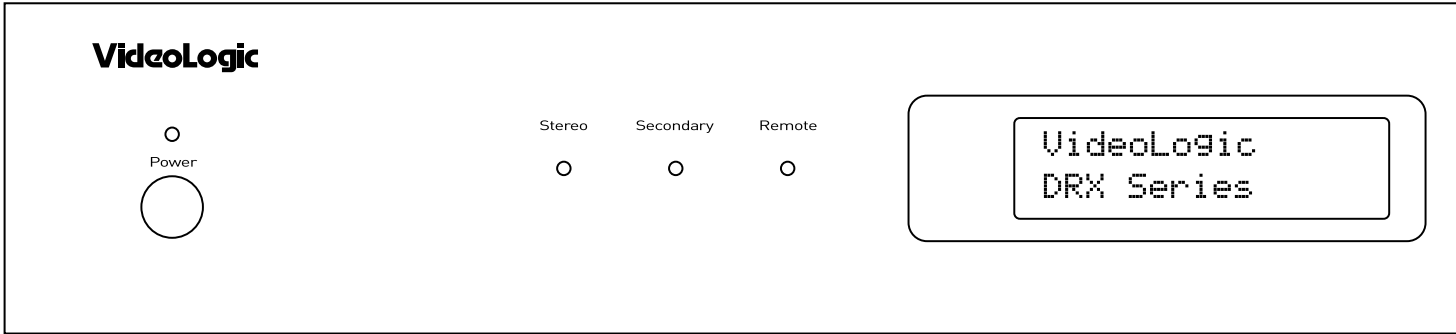 VideoLogic
Power
Stereo Secondary Remote
VideoLogic
DRX Series